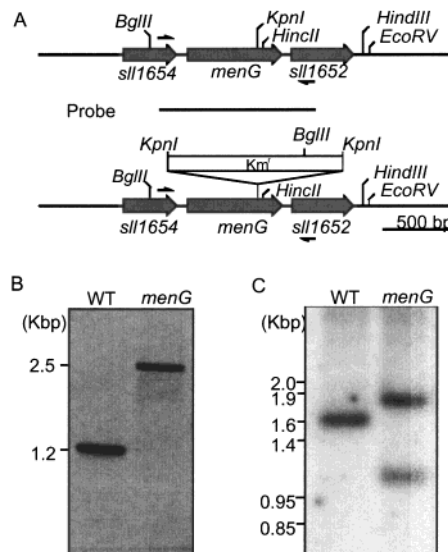 A
BglII
KpnI
HincII
HindIII
EcoRV
sll1654
menG
sll1652
Probe
KpnI
BglII
KpnI
Kmr
BglII
HincII
HindIII
EcoRV
sll1654
menG
sll1652
500 bp
B
WT menG
(Kbp)
2.5
1.2
C
WT menG
(Kbp)
2.0
1.9
1.6
1.4
0.95
0.85